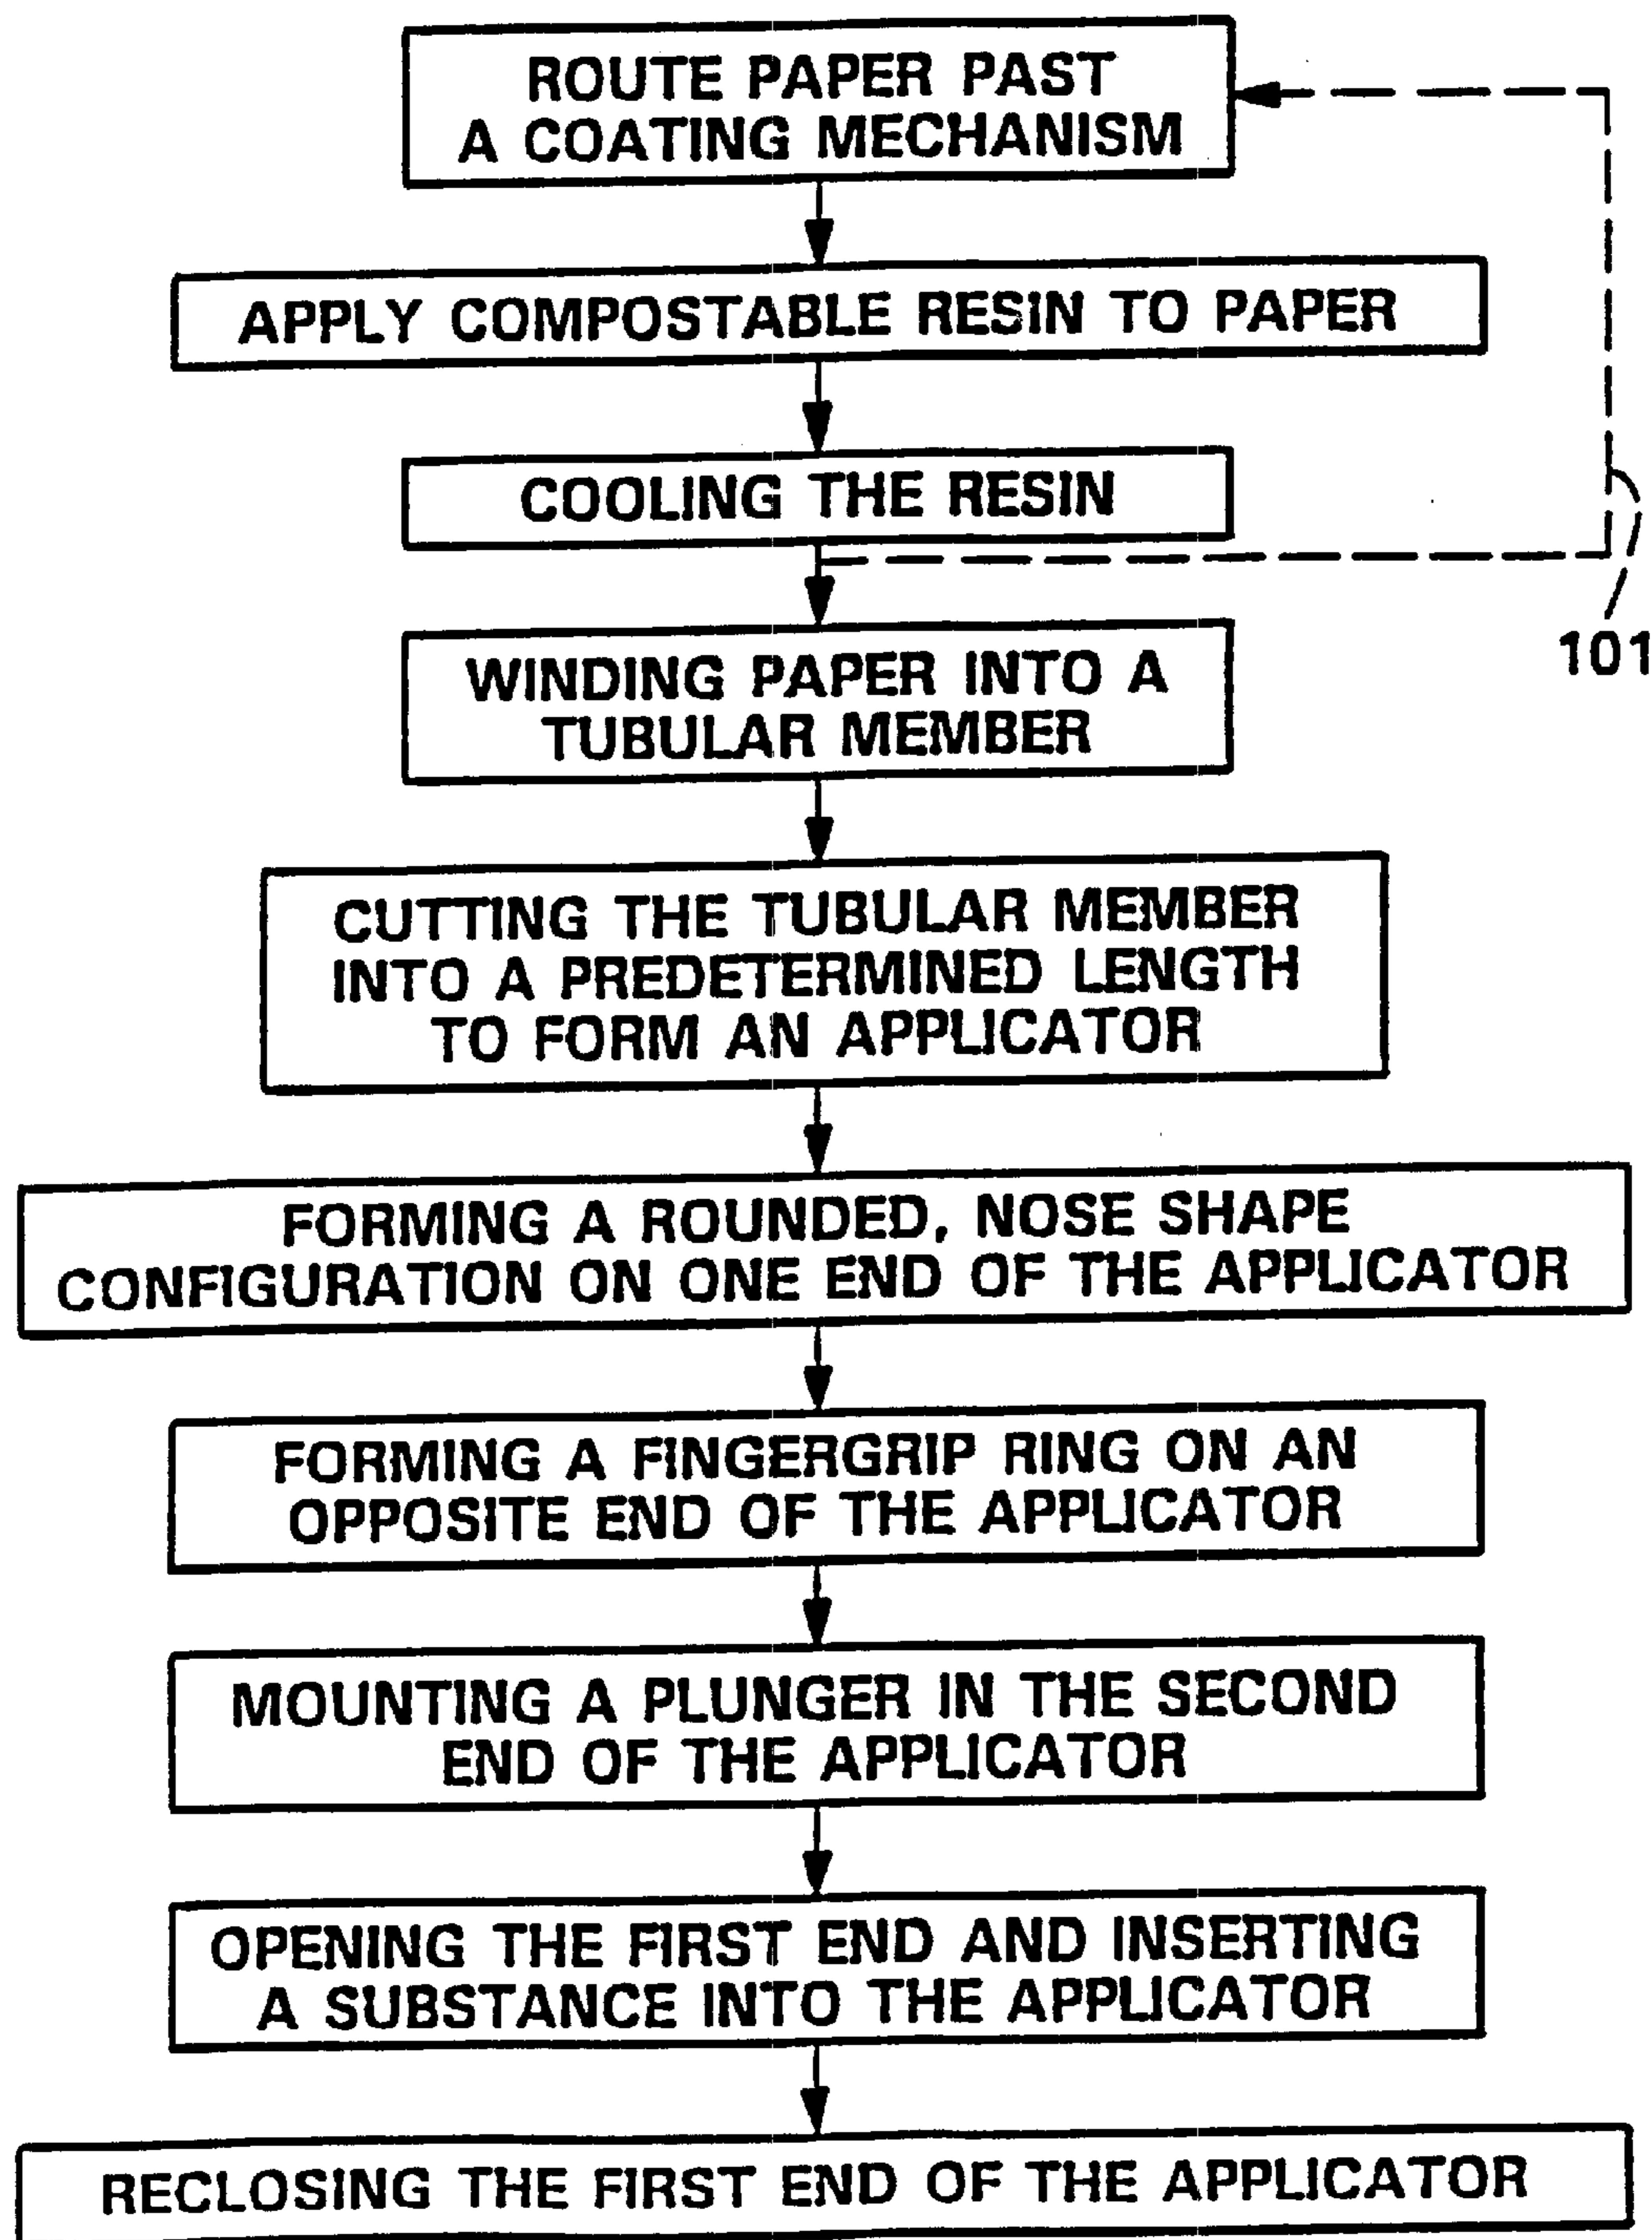 ROUTE PAPER PAST
A COATING MECHANISM
APPLY COMPOSTABLE RESIN TO PAPER
COOLING THE RESIN
101
WINDING PAPER INTO A
TUBULAR MEMBER
CUTTING THE TUBULAR MEMBER
INTO A PREDETERMINED LENGTH
TO FORM AN APPLICATOR
FORMING A ROUNDED, NOSE SHAPE
CONFIGURATION ON ONE END OF THE APPLICATOR
FORMING A FINGERGRIP RING ON AN
OPPOSITE END OF THE APPLICATOR
MOUNTING A PLUNGER IN THE SECOND
END OF THE APPLICATOR
OPENING THE FIRST END AND INSERTING
A SUBSTANCE INTO THE APPLICATOR
RECLOSING THE FIRST END OF THE APPLICATOR